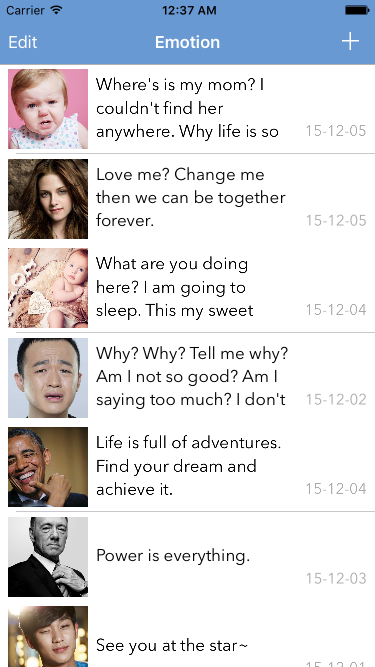 Carrier 12:37 AM
Edit Emotion +
Where's is my mom? I
couldn't find her
anywhere. Why life is so 15-12-05
Love me? Change me
then we can be together
forever. 15-12-05
What are you doing
here? I am going to
sleep. This my sweet 15-12-04
Why? Why? Tell me why?
Am I not so good? Am I
saying too much? I don't 15-12-02
Life is full of adventures.
Find your dream and
achieve it. 15-12-04
Power is everything.
15-12-03
See you at the star~
15-12-01